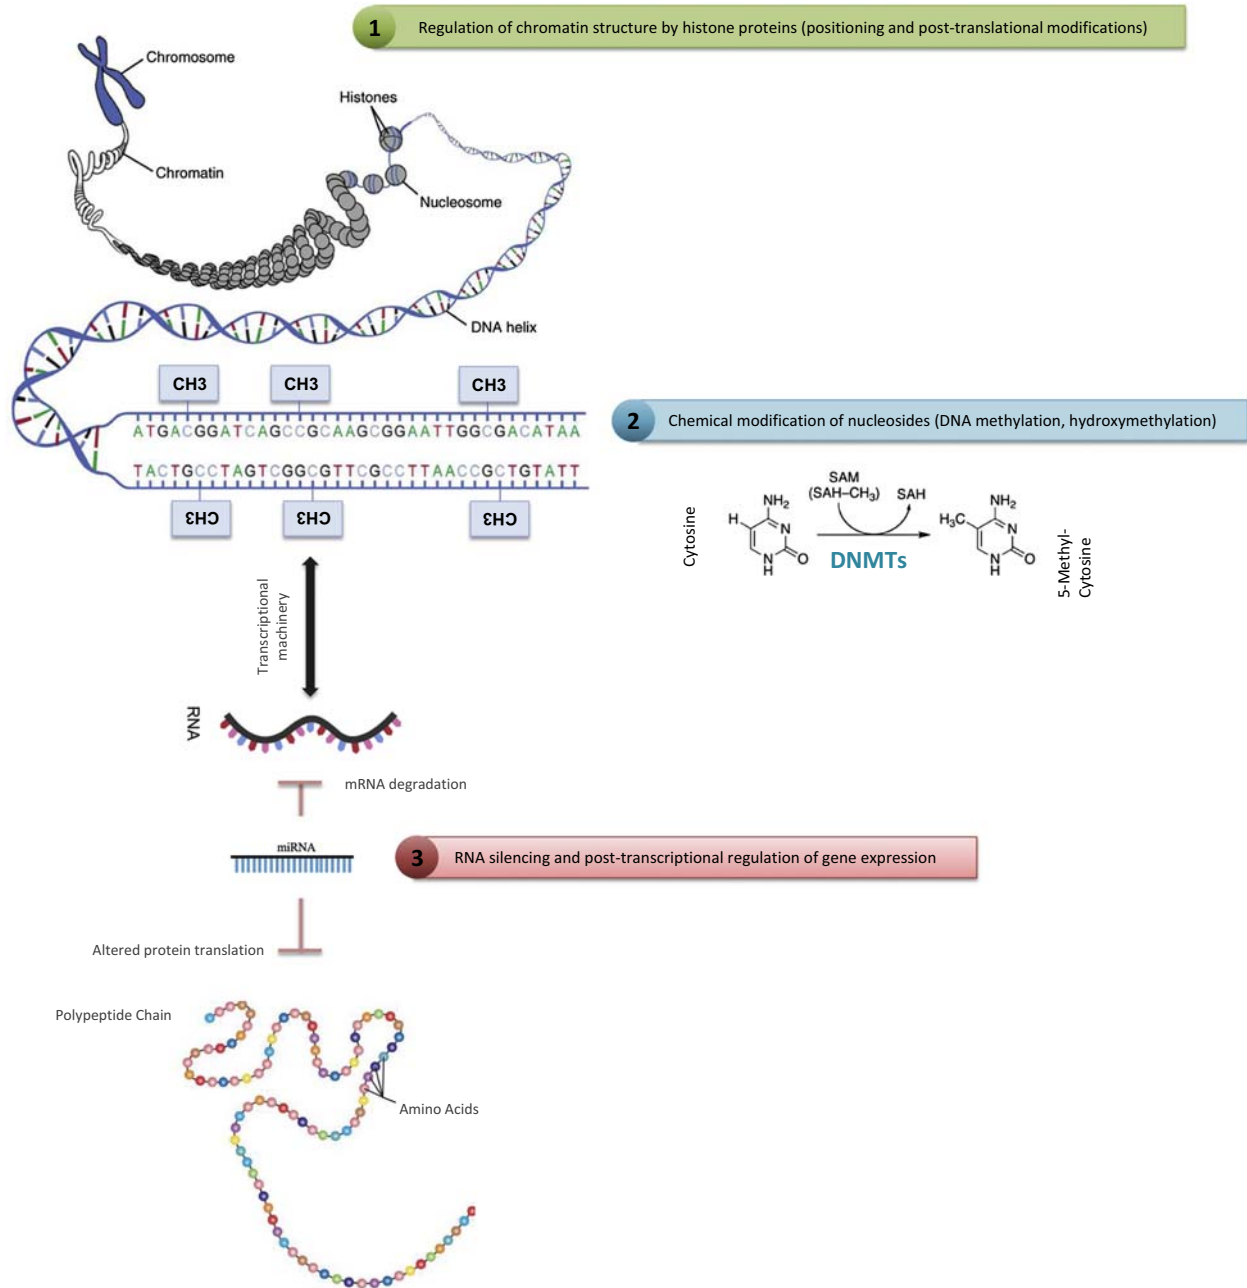 1 Regulation of chromatin structure by histone proteins (positioning and post-translational modifications)
Chromosome
Histones
Chromatin
Nucleosome
DNA helix
CH3 CH3 CH3
2 Chemical modification of nucleosides (DNA methylation, hydroxymethylation)
ATGACGGATCAGCCGCAAGCGGAATTGGCGACATAA
TACTGCCTAGTCGGCGTTCGCCTTAACCGCTGTATT
CH3 CH3 CH3
Cytosine
H
NH2
N
N
H
O
SAM
(SAH–CH3)
SAH
DNMTs
H3C
NH2
N
N
H
O
5-Methyl-
Cytosine
Transcriptional
machinery
RNA
mRNA degradation
miRNA
3 RNA silencing and post-transcriptional regulation of gene expression
Altered protein translation
Polypeptide Chain
Amino Acids